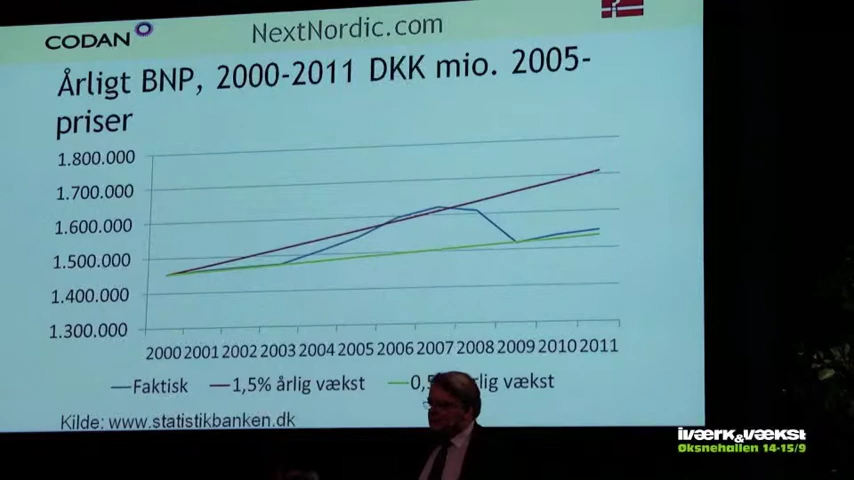 CODAN
NextNordic.com
Årligt BNP, 2000-2011 DKK mio. 2005-
priser
1.800.000
1.700.000
1.600.000
1.500.000
1.400.000
1.300.000
2000 2001 2002 2003 2004 2005 2006 2007 2008 2009 2010 2011
Faktisk 1,5% årlig vækst vækst
Kilde: www.statistikbanken.dk
iværk&vækst
Øksnehallen 14-15/9